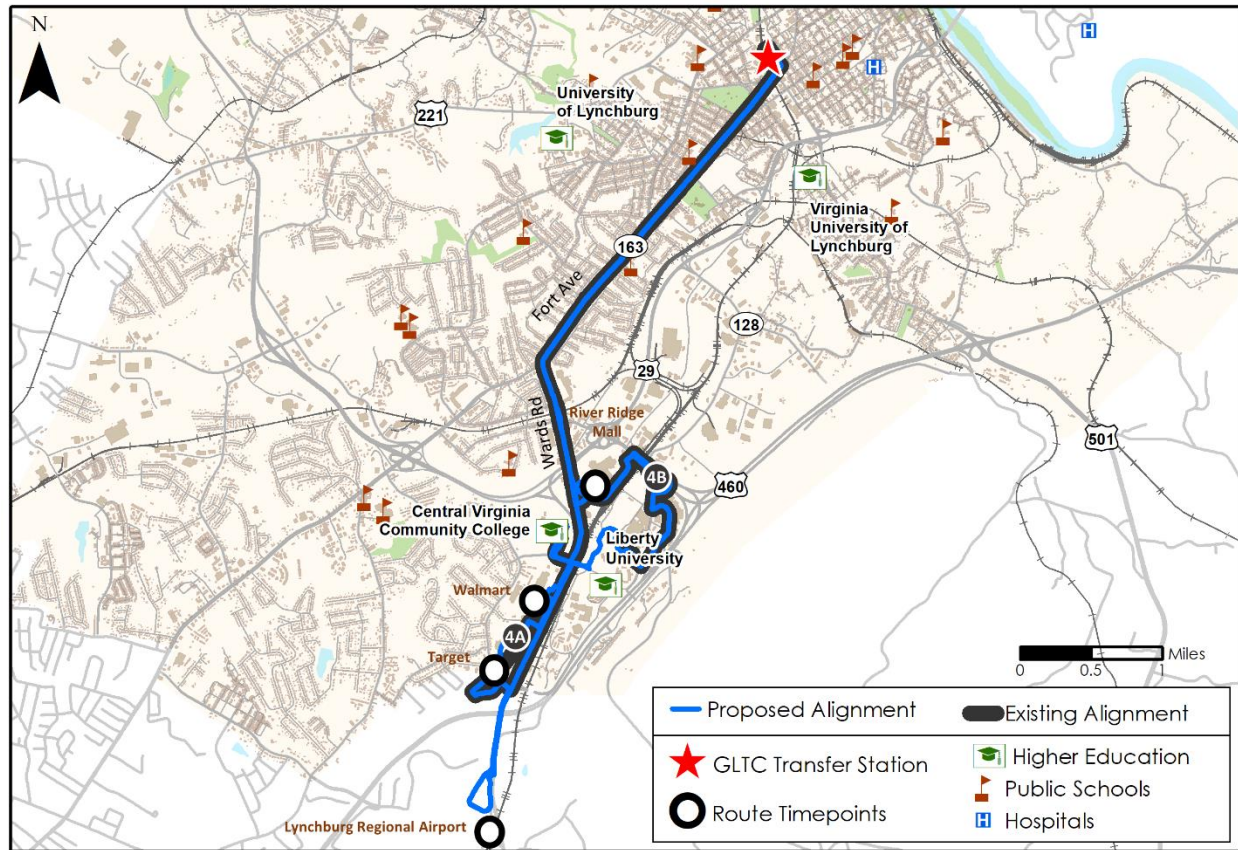 N
H
H
University
of Lynchburg
221
Virginia
University of
Lynchburg
163
Fort Ave
128
29
Wards Rd
River Ridge
Mall
501
4B
460
Central Virginia
Community College
Liberty
University
Walmart
4A
Target
Miles
0 0.5 1
Lynchburg Regional Airport
Proposed Alignment
Existing Alignment
GLTC Transfer Station
Higher Education
Public Schools
Route Timepoints
H Hospitals